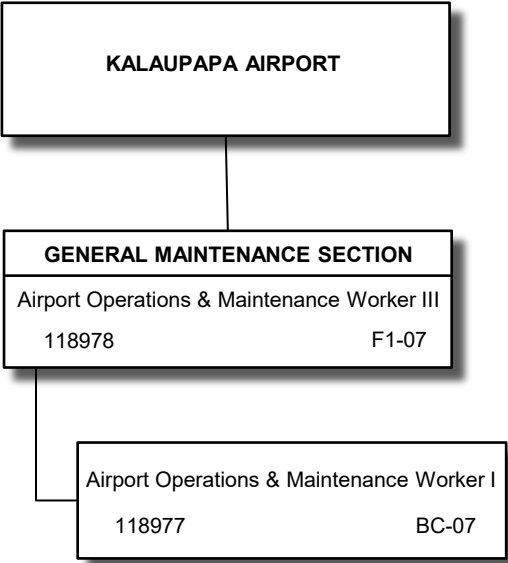 KALAUPAPA AIRPORT
GENERAL MAINTENANCE SECTION
Airport Operations & Maintenance Worker III
118978 F1-07
Airport Operations & Maintenance Worker I
118977 BC-07